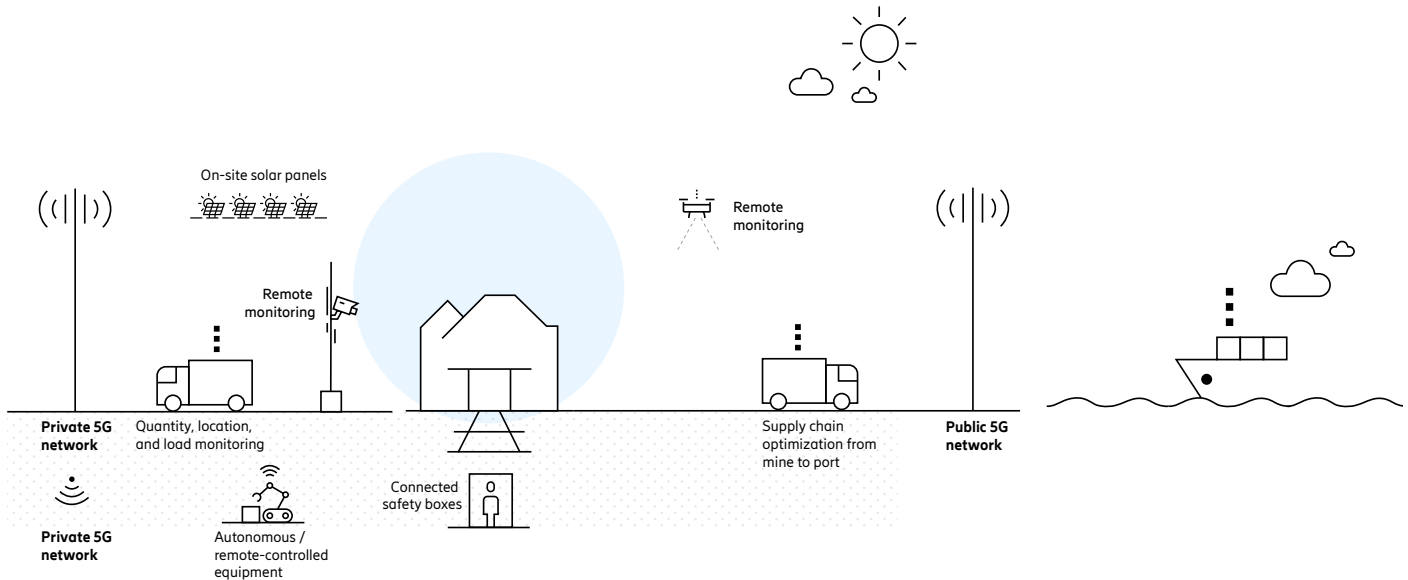 On-site solar panels
Remote
monitoring
Remote
monitoring
Private 5G
network
Quantity, location,
and load monitoring
Supply chain
optimization from
mine to port
Public 5G
network
Connected
safety boxes
Private 5G
network
Autonomous /
remote-controlled
equipment